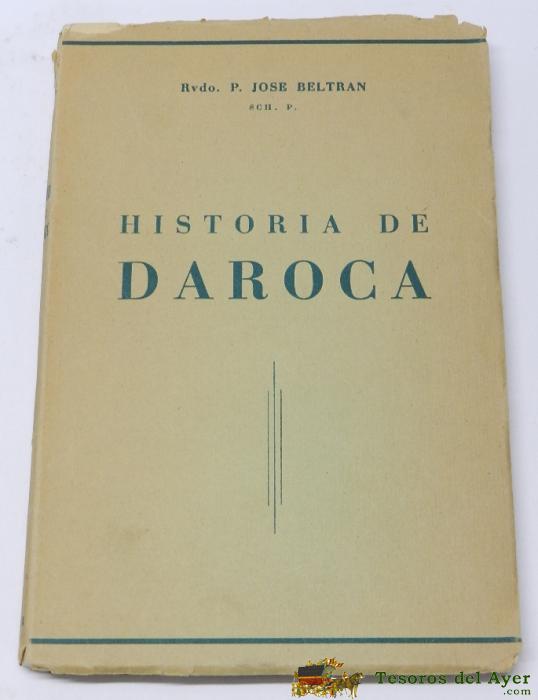 Rvdo. P. JOSE BELTRAN
SCH. P.
HISTORIA DE
DAROCA
Tesoros del Ayer
.com